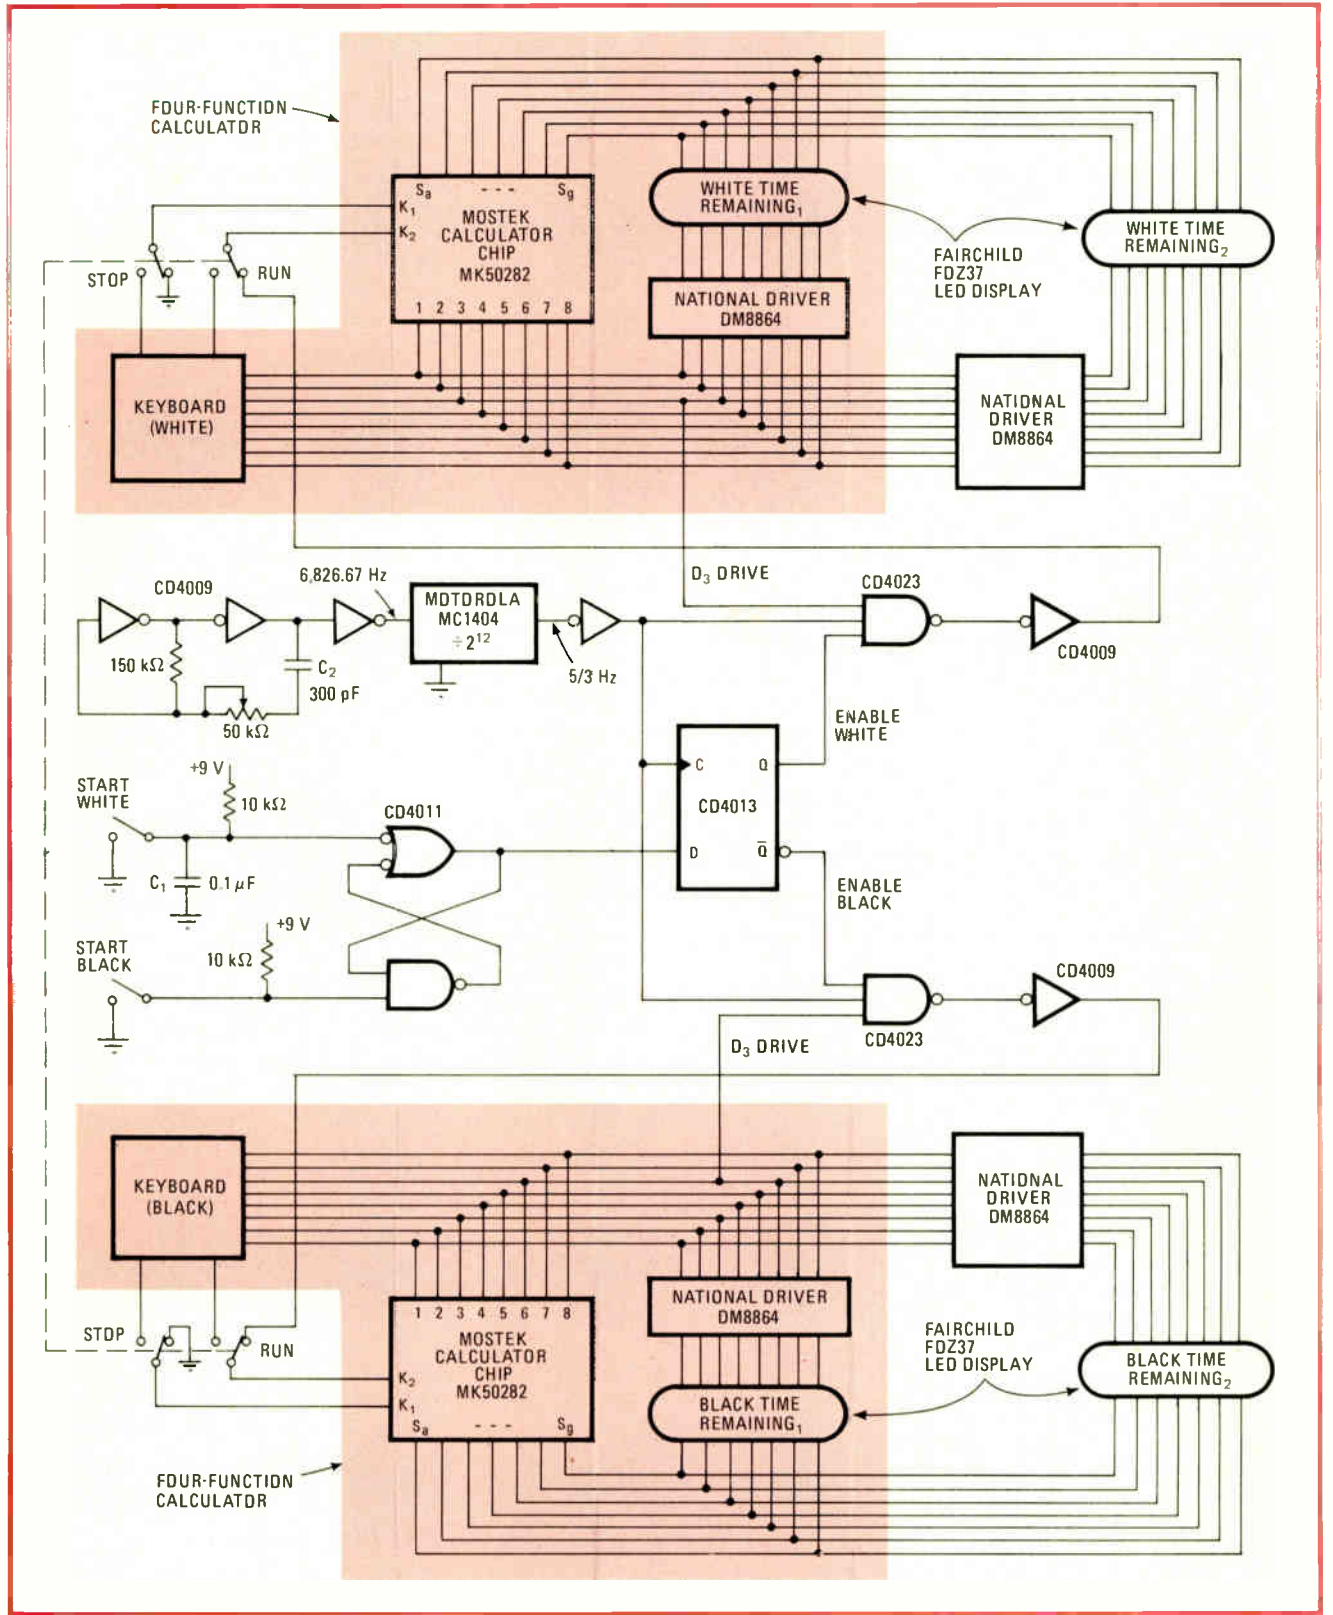 FOUR-FUNCTION
CALCULATOR
Sa - - - Sg
K1
K2
MOSTEK
CALCULATOR
CHIP
MK50282
1 2 3 4 5 6 7 8
WHITE TIME
REMAINING1
NATIONAL DRIVER
DM8864
FAIRCHILD
FDZ37
LED DISPLAY
WHITE TIME
REMAINING2
STOP
RUN
KEYBOARD
(WHITE)
NATIONAL
DRIVER
DM8864
D3 DRIVE
CD4009
6,826.67 Hz
MOTOROLA
MC1404
÷212
5/3 Hz
150 kΩ
C2
300 pF
50 kΩ
CD4023
CD4009
ENABLE
WHITE
START
WHITE
+9 V
10 kΩ
C1
0.1 µF
CD4011
C Q
CD4013
D Q̅
ENABLE
BLACK
START
BLACK
+9 V
10 kΩ
CD4009
CD4023
D3 DRIVE
KEYBOARD
(BLACK)
NATIONAL
DRIVER
DM8864
STOP
RUN
1 2 3 4 5 6 7 8
MOSTEK
CALCULATOR
CHIP
MK50282
K2
K1
Sa - - - Sg
NATIONAL DRIVER
DM8864
BLACK TIME
REMAINING1
FAIRCHILD
FDZ37
LED DISPLAY
BLACK TIME
REMAINING2
FOUR-FUNCTION
CALCULATOR